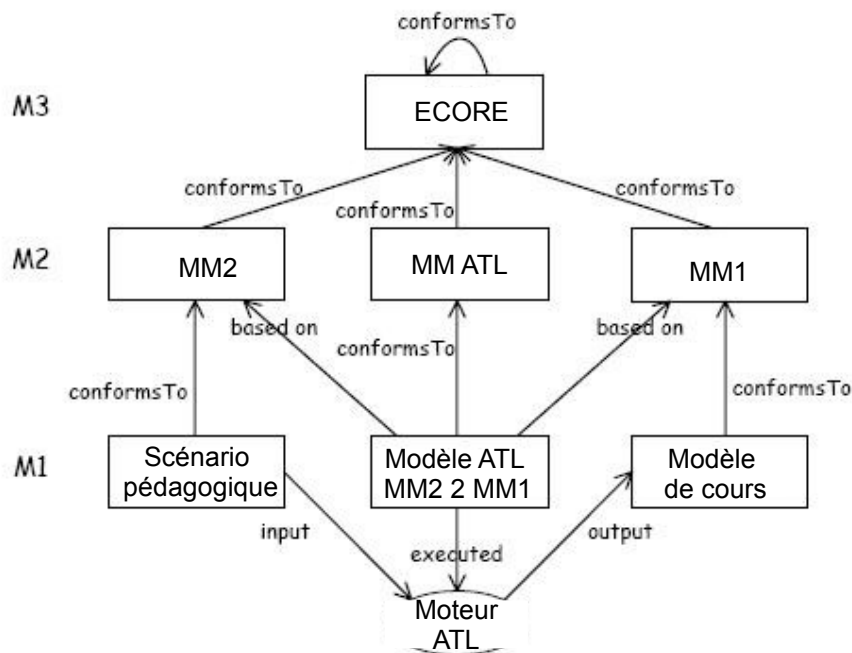 conformsTo
M3
ECORE
conformsTo
conformsTo
conformsTo
M2
MM2
MM ATL
MM1
based on
based on
conformsTo
conformsTo
conformsTo
M1
Scénario
pédagogique
Modèle ATL
MM2 2 MM1
Modèle
de cours
input
executed
output
Moteur
ATL